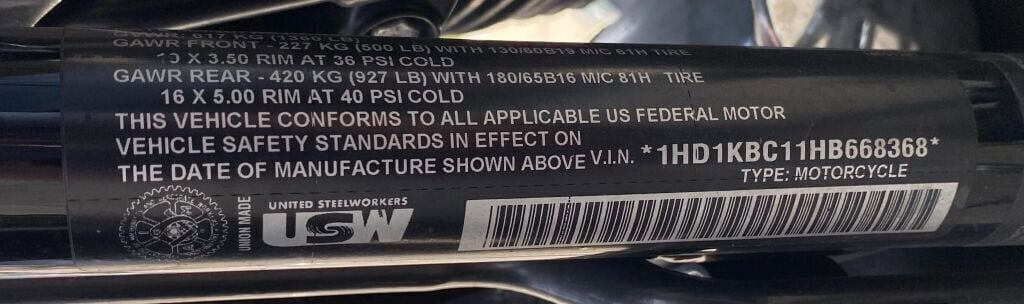 GAWR FRONT - 227 KG (500 LB) WITH 130/60B19 M/C 61H TIRE
X 3.50 RIM AT 36 PSI COLD
GAWR REAR - 420 KG (927 LB) WITH 180/65B16 M/C 81H TIRE
16 X 5.00 RIM AT 40 PSI COLD
THIS VEHICLE CONFORMS TO ALL APPLICABLE US FEDERAL MOTOR
VEHICLE SAFETY STANDARDS IN EFFECT ON
THE DATE OF MANUFACTURE SHOWN ABOVE V.I.N. *1HD1KBC11HB668368*
TYPE: MOTORCYCLE
UNION MADE
UNITED STEELWORKERS
USW